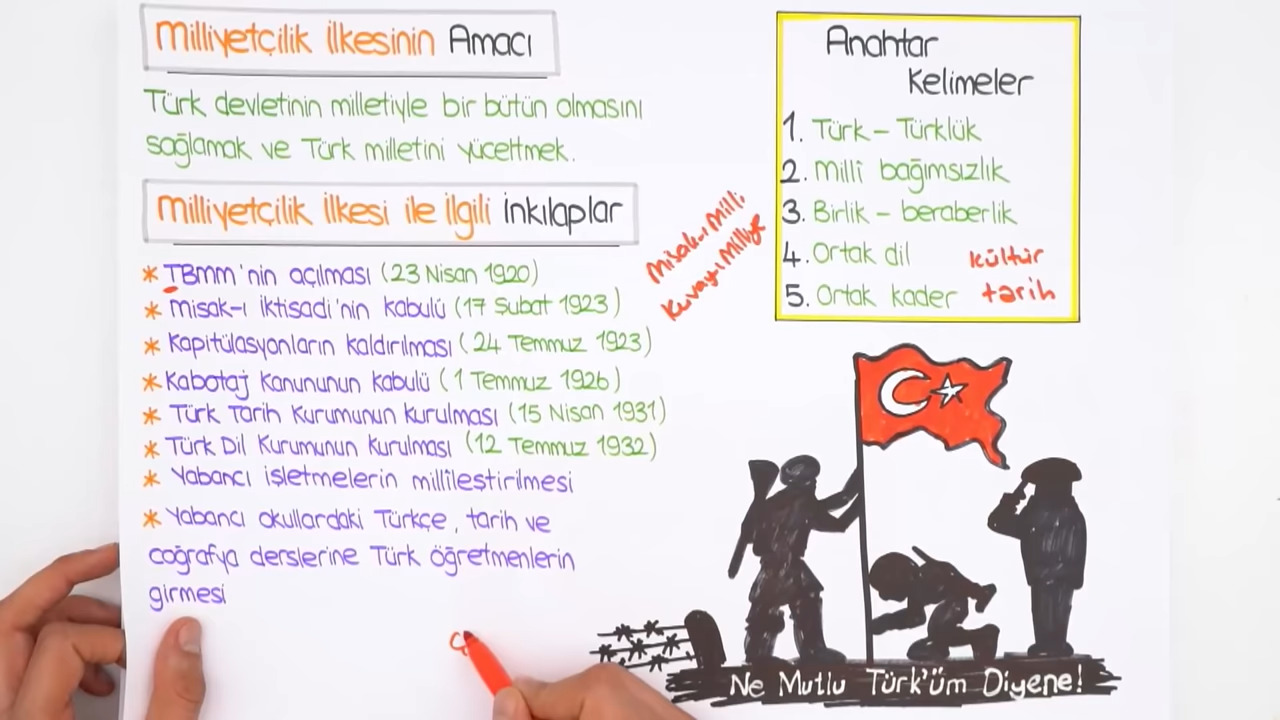 Milliyetçilik İlkesinin Amacı
Türk devletinin milletiyle bir bütün olmasını
sağlamak ve Türk milletini yüceltmek.
Milliyetçilik İlkesi ile İlgili İnkılaplar
* TBMM'nin açılması (23 Nisan 1920)
* Misak-ı İktisadi'nin kabulü (17 Şubat 1923)
* Kapitülasyonların kaldırılması (24 Temmuz 1923)
* Kabotaj Kanununun kabulü (1 Temmuz 1926)
* Türk Tarih Kurumunun kurulması (15 Nisan 1931)
* Türk Dil Kurumunun Kurulması (12 Temmuz 1932)
* Yabancı işletmelerin millîleştirilmesi
* Yabancı okullardaki Türkçe, tarih ve
coğrafya derslerine Türk öğretmenlerin
girmesi
Misak-ı Milli
Kuvay-ı Milliye
Anahtar
Kelimeler
1. Türk - Türklük
2. Millî bağımsızlık
3. Birlik - beraberlik
4. Ortak dil kültür
5. Ortak kader tarih
Ne Mutlu Türk'üm Diyene!